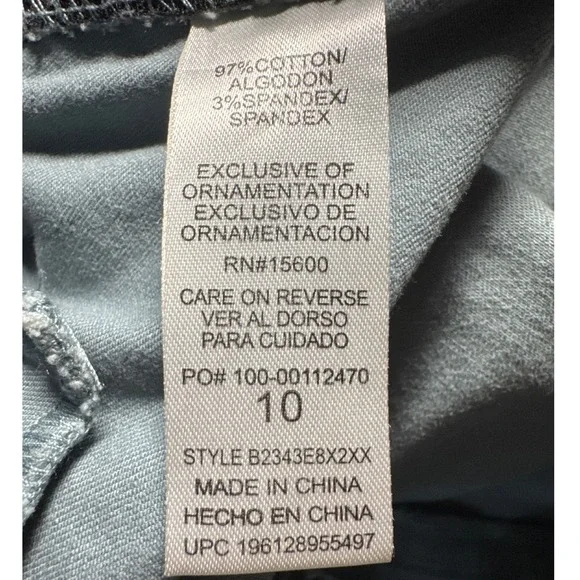 97%COTTON/
ALGODON
3%SPANDEX/
SPANDEX
EXCLUSIVE OF
ORNAMENTATION
EXCLUSIVO DE
ORNAMENTACION
RN#15600
CARE ON REVERSE
VER AL DORSO
PARA CUIDADO
PO# 100-00112470
10
STYLE B2343E8X2XX
MADE IN CHINA
HECHO EN CHINA
UPC 196128955497